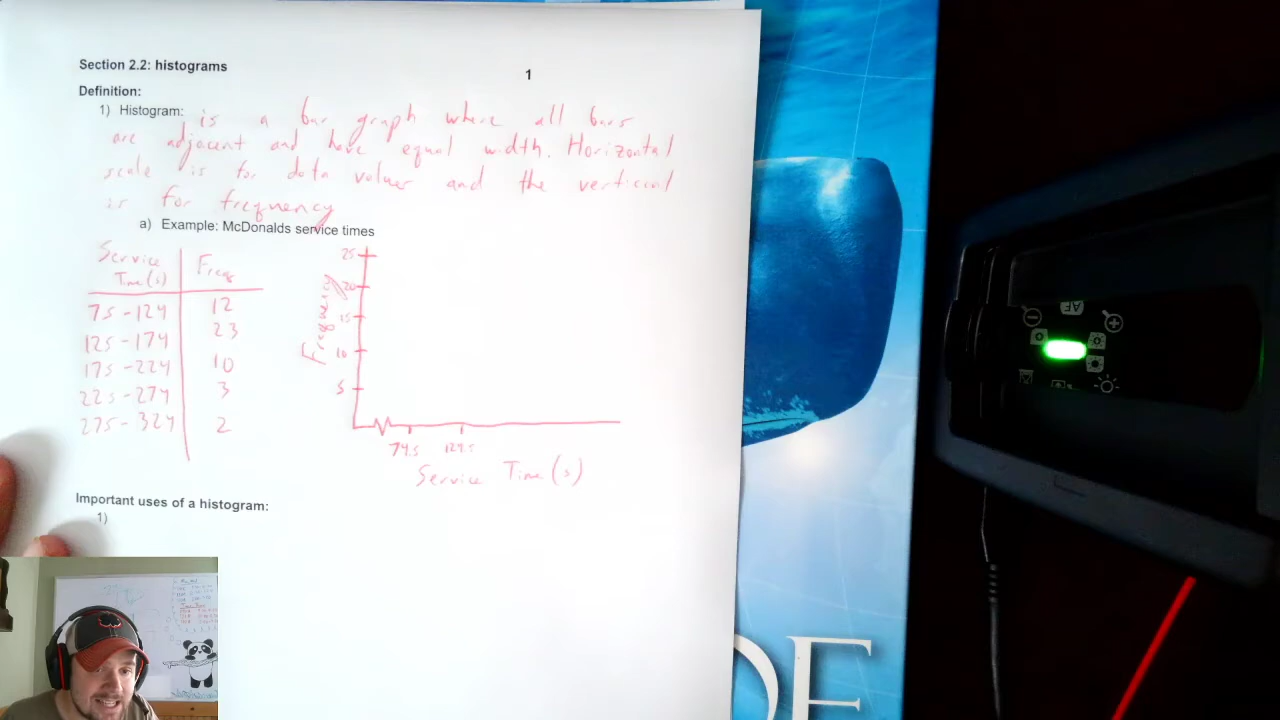 Section 2.2: histograms
1
Definition:
1) Histogram: is a bar graph where all bars
are adjacent and have equal width. Horizontal
scale is for data values and the vertical
is for frequency
a) Example: McDonalds service times
Service Time(s) Freq
75-124 12
125-174 23
175-224 10
225-274 3
275-324 2
Frequency
25
20
15
10
5
74.5 124.5
Service Time (s)
Important uses of a histogram:
1)
DE
AF